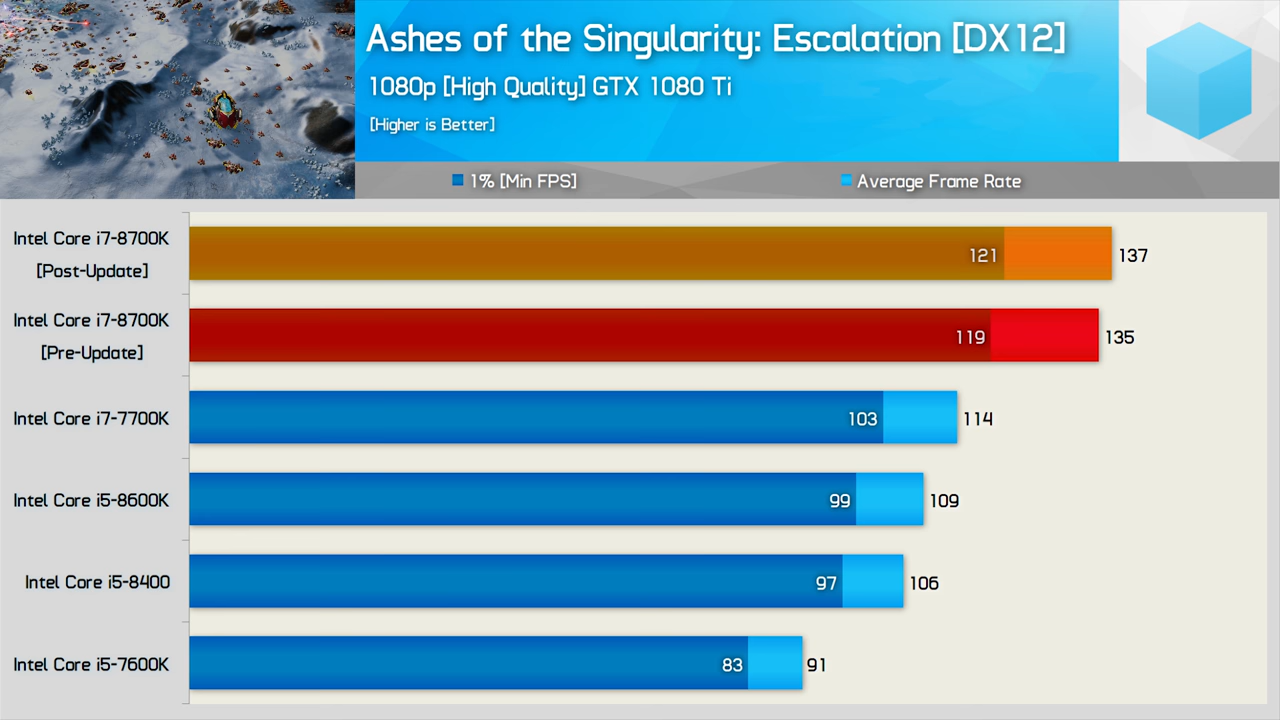 Ashes of the Singularity: Escalation [DX12]
1080p [High Quality] GTX 1080 Ti
[Higher is Better]
1% [Min FPS]
Average Frame Rate
Intel Core i7-8700K
[Post-Update]
121
137
Intel Core i7-8700K
[Pre-Update]
119
135
Intel Core i7-7700K
103
114
Intel Core i5-8600K
99
109
Intel Core i5-8400
97
106
Intel Core i5-7600K
83
91